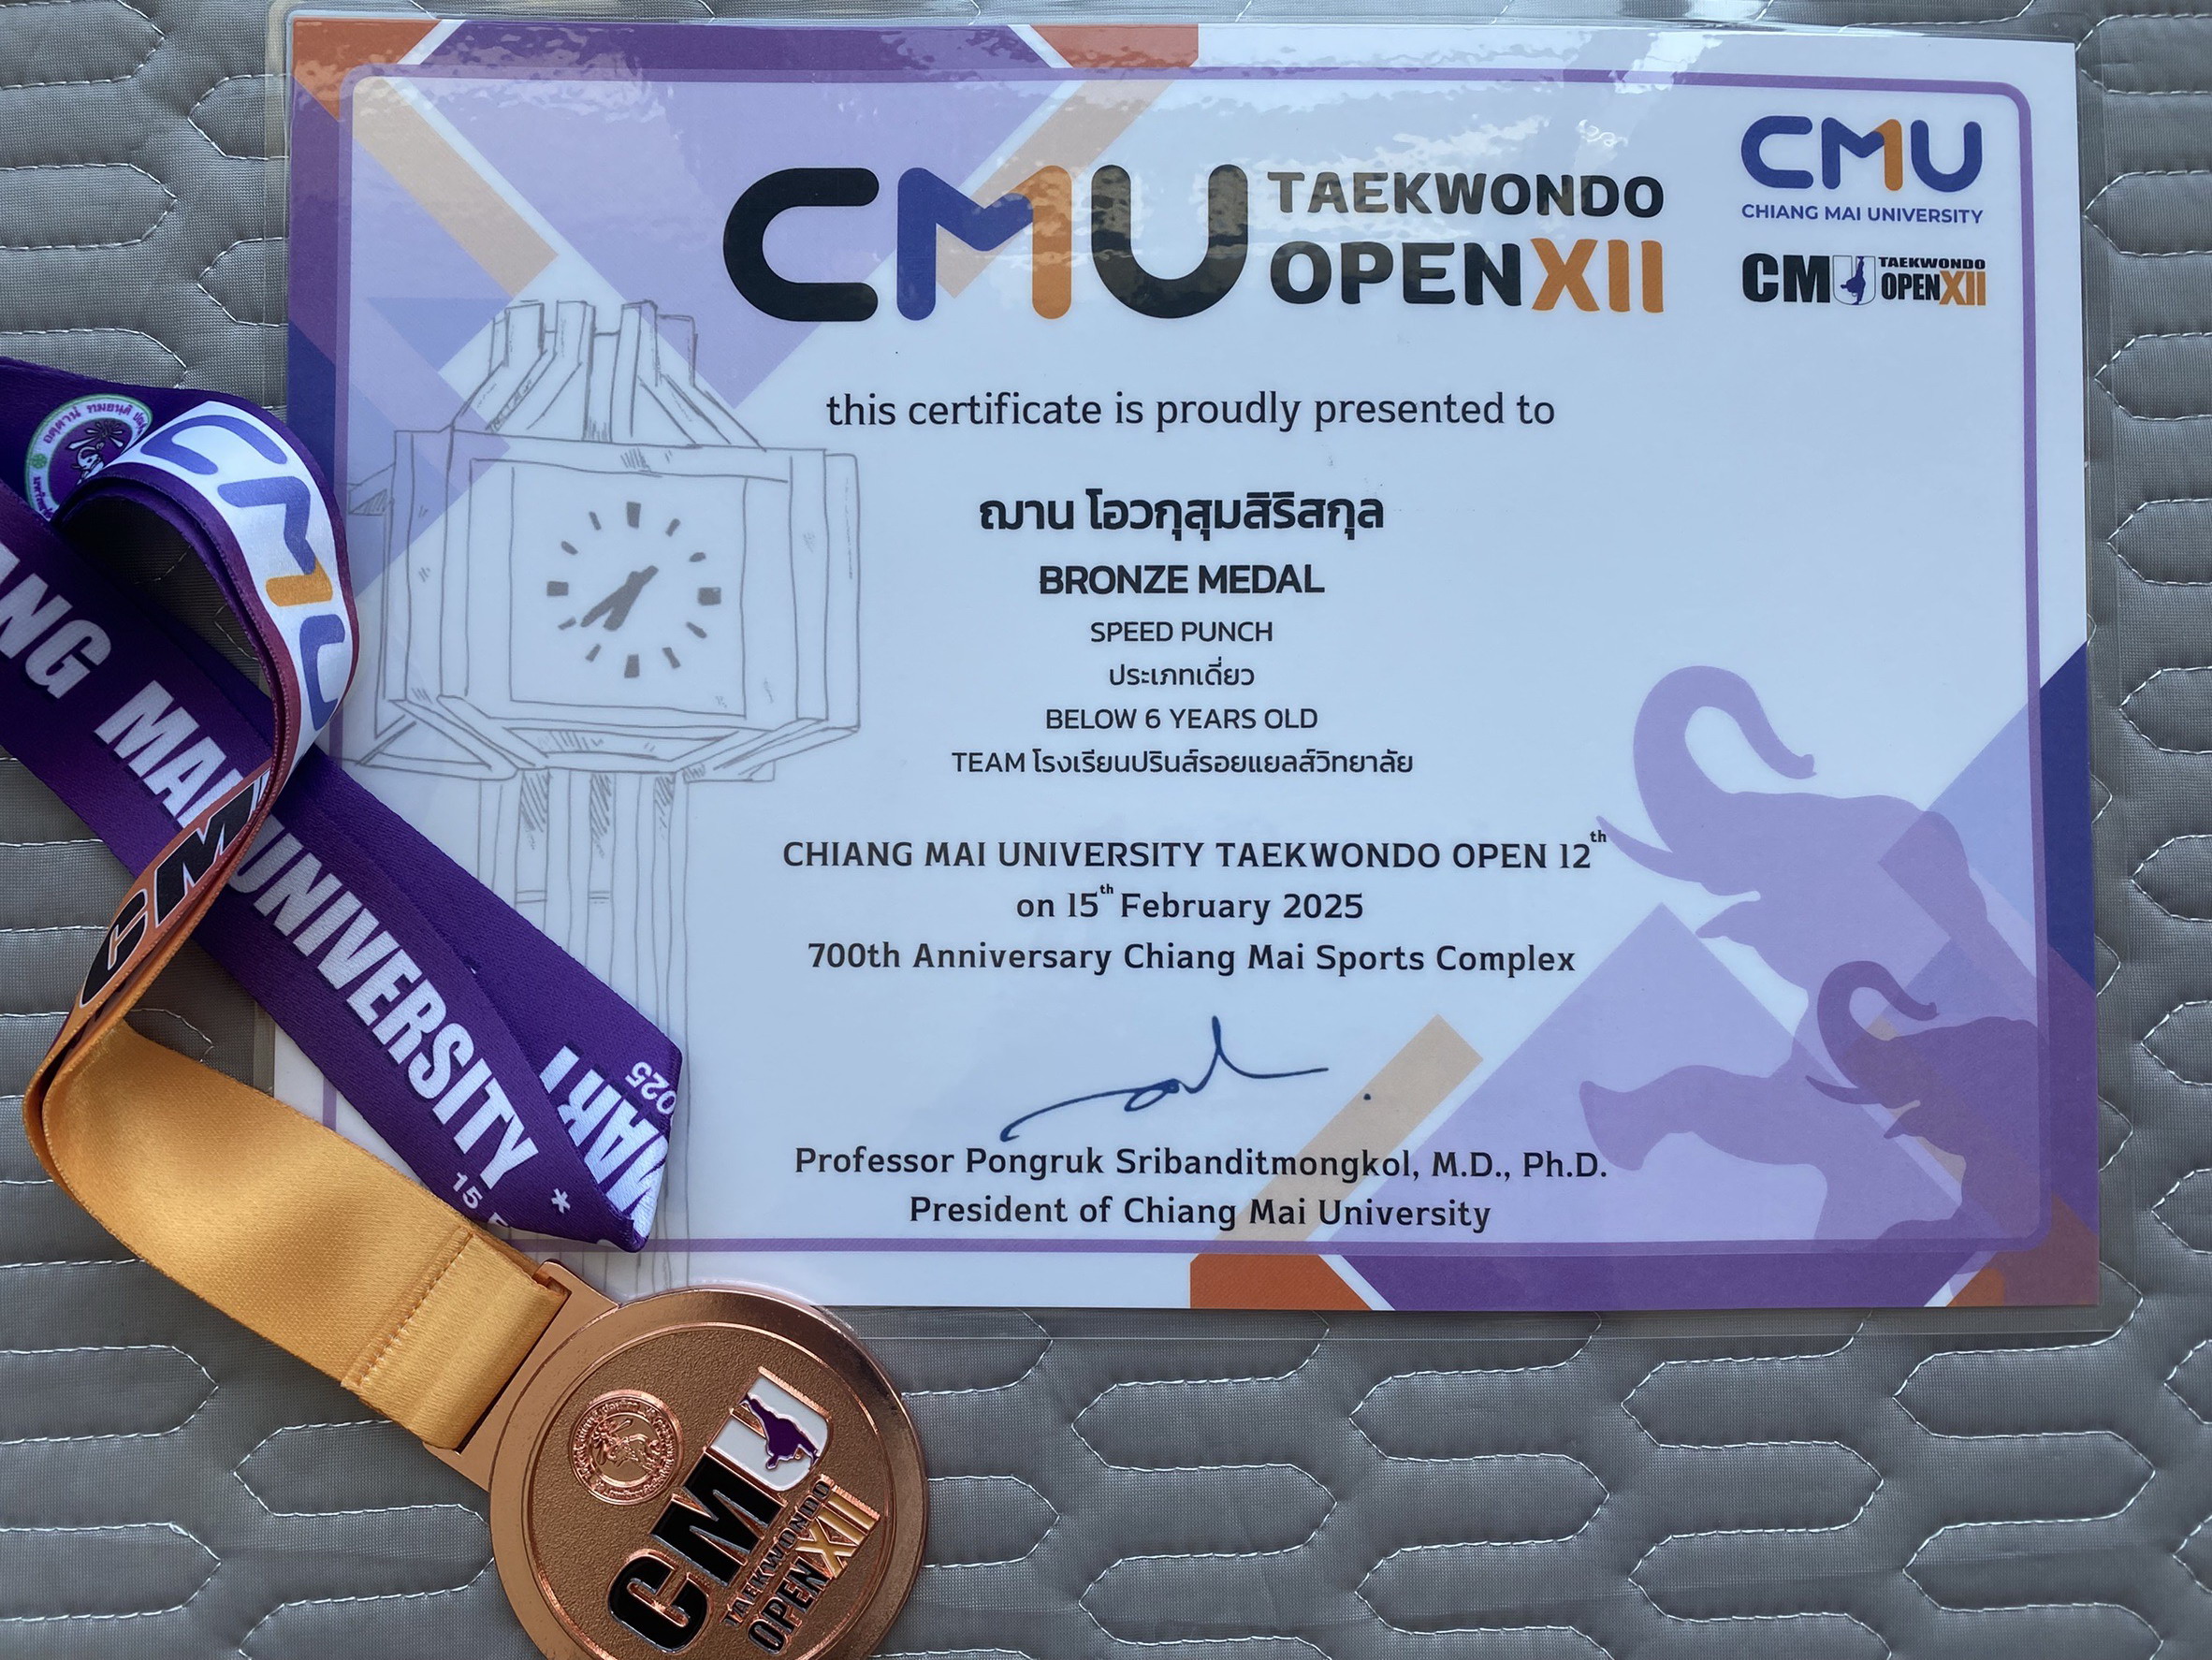 CMU TAEKWONDO
OPEN XII
CMU
CHIANG MAI UNIVERSITY
CMU TAEKWONDO
OPEN XII
this certificate is proudly presented to
ฌาน โอวกุสุมสิริสกุล
BRONZE MEDAL
SPEED PUNCH
ประเภทเดี่ยว
BELOW 6 YEARS OLD
TEAM โรงเรียนปรินส์รอยแยลส์วิทยาลัย
CHIANG MAI UNIVERSITY TAEKWONDO OPEN 12th
on 15th February 2025
700th Anniversary Chiang Mai Sports Complex
Professor Pongruk Sribanditmongkol, M.D., Ph.D.
President of Chiang Mai University
CMU
ANG MAI UNIVERSITY *
15
CM
2025
CMU
TAEKWONDO
OPEN XII